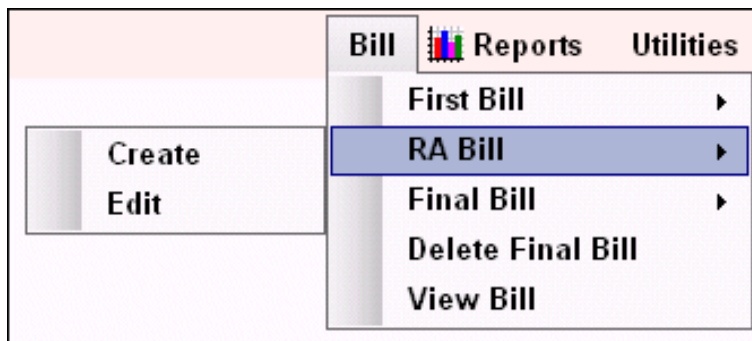 Bill Reports Utilities
First Bill
RA Bill
Create
Edit
Final Bill
Delete Final Bill
View Bill